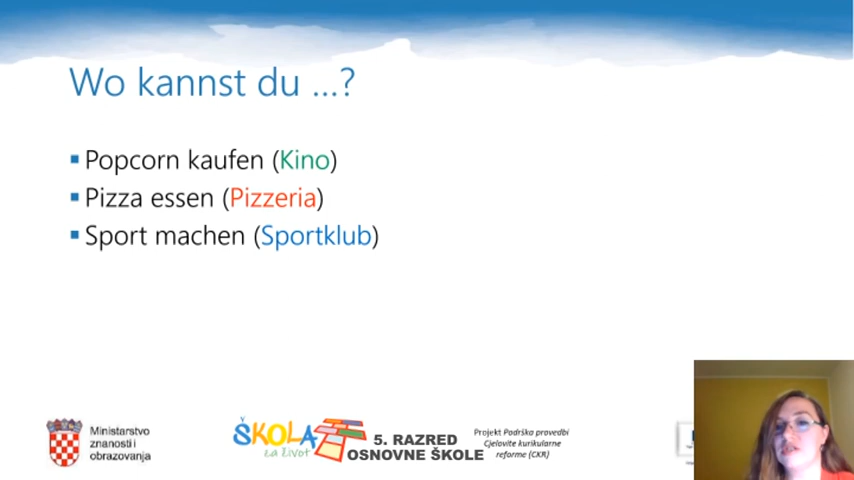 Wo kannst du ...?
▪ Popcorn kaufen (Kino)
▪ Pizza essen (Pizzeria)
▪ Sport machen (Sportklub)
Ministarstvo
znanosti i
obrazovanja
ŠKOLA
za život
5. RAZRED
OSNOVNE ŠKOLE
Projekt Podrška provedbi
Cjelovite kurikularne
reforme (CKR)